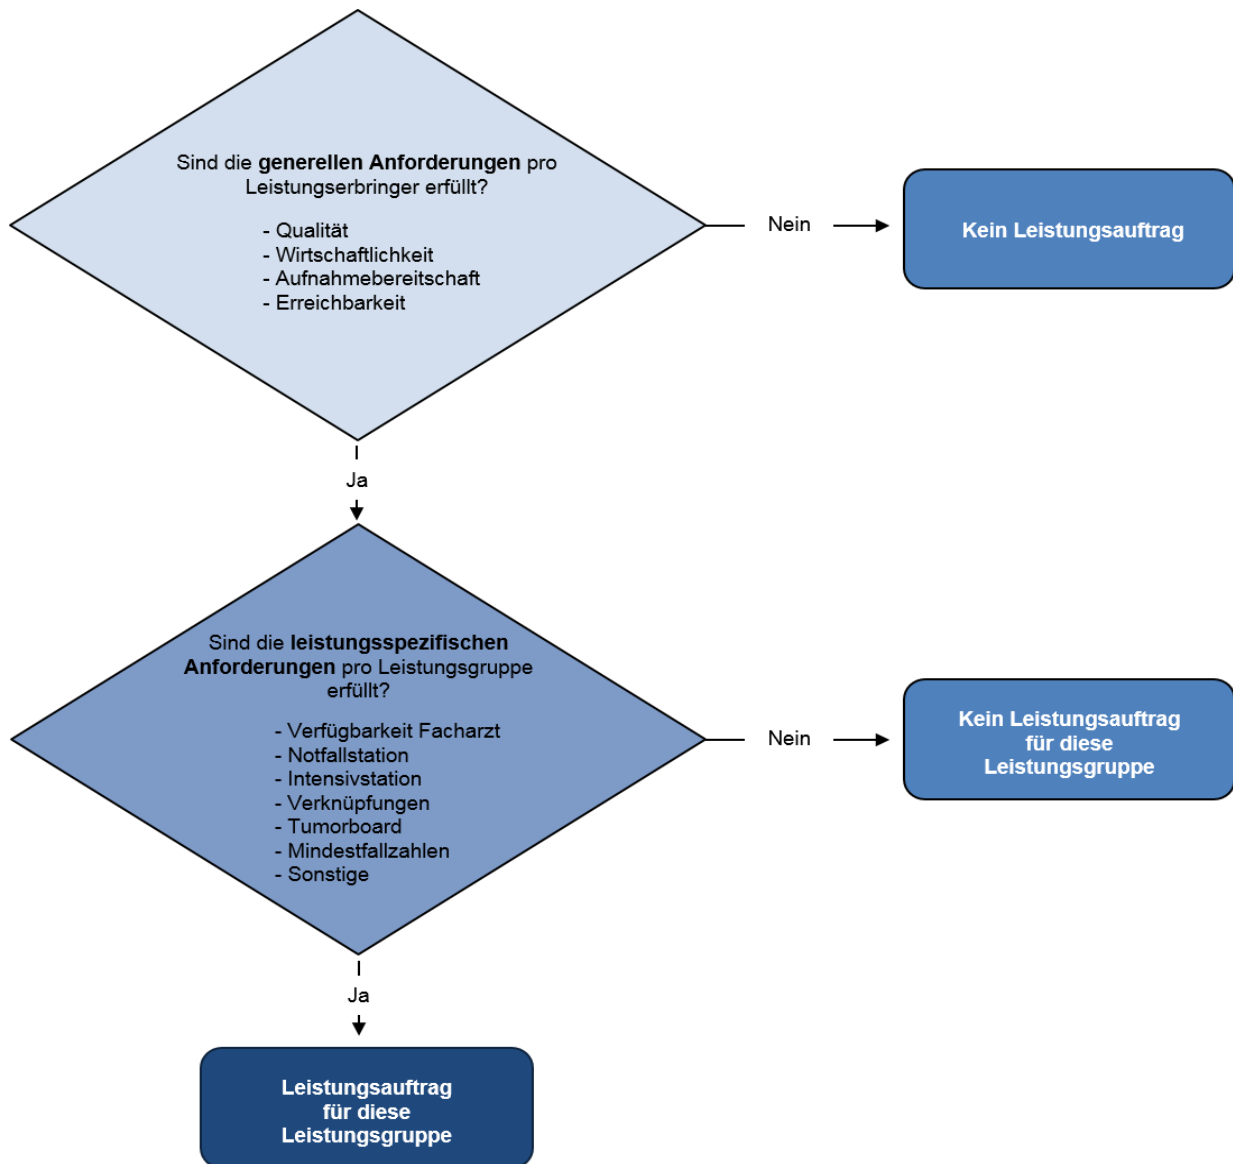 Sind die generellen Anforderungen pro
Leistungserbringer erfüllt?
- Qualität
- Wirtschaftlichkeit
- Aufnahmebereitschaft
- Erreichbarkeit
Nein
Kein Leistungsauftrag
Ja
Sind die leistungsspezifischen
Anforderungen pro Leistungsgruppe
erfüllt?
- Verfügbarkeit Facharzt
- Notfallstation
- Intensivstation
- Verknüpfungen
- Tumorboard
- Mindestfallzahlen
- Sonstige
Nein
Kein Leistungsauftrag
für diese
Leistungsgruppe
Ja
Leistungsauftrag
für diese
Leistungsgruppe